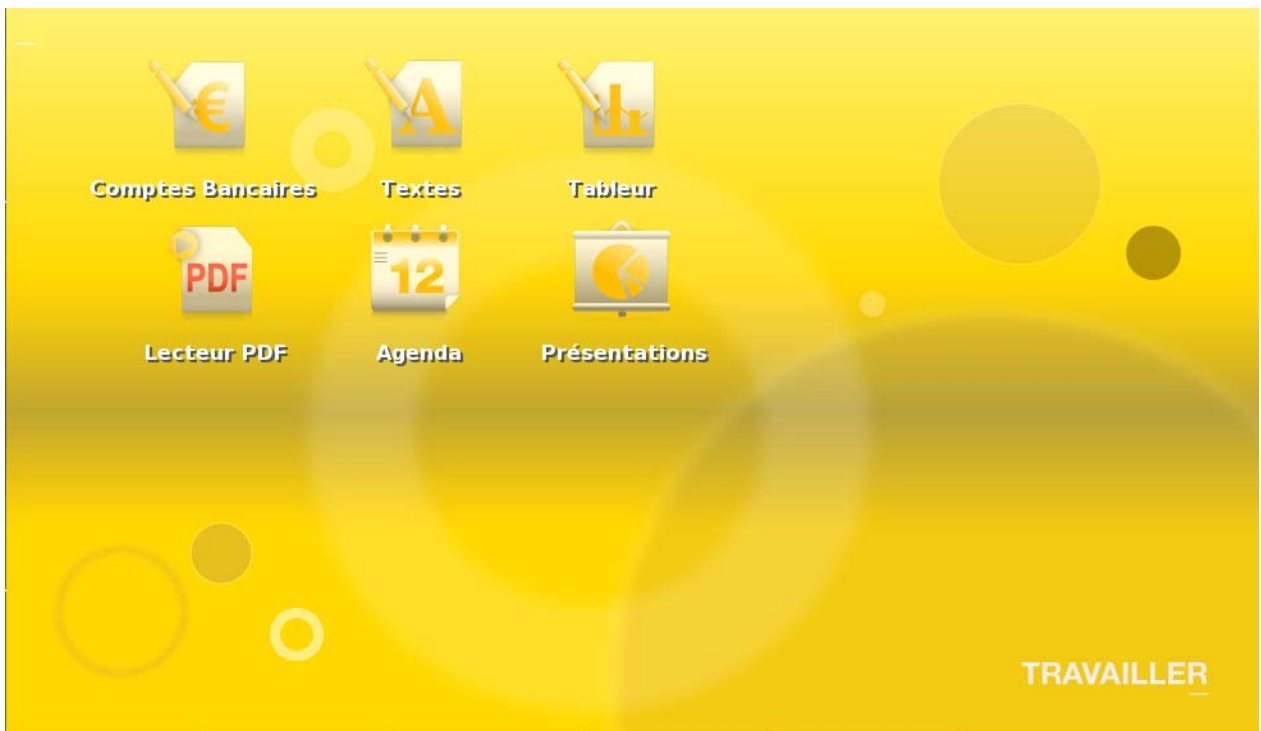 €
A
Comptes Bancaires
Textes
Tableur
PDF
12
Lecteur PDF
Agenda
Présentations
TRAVAILLER